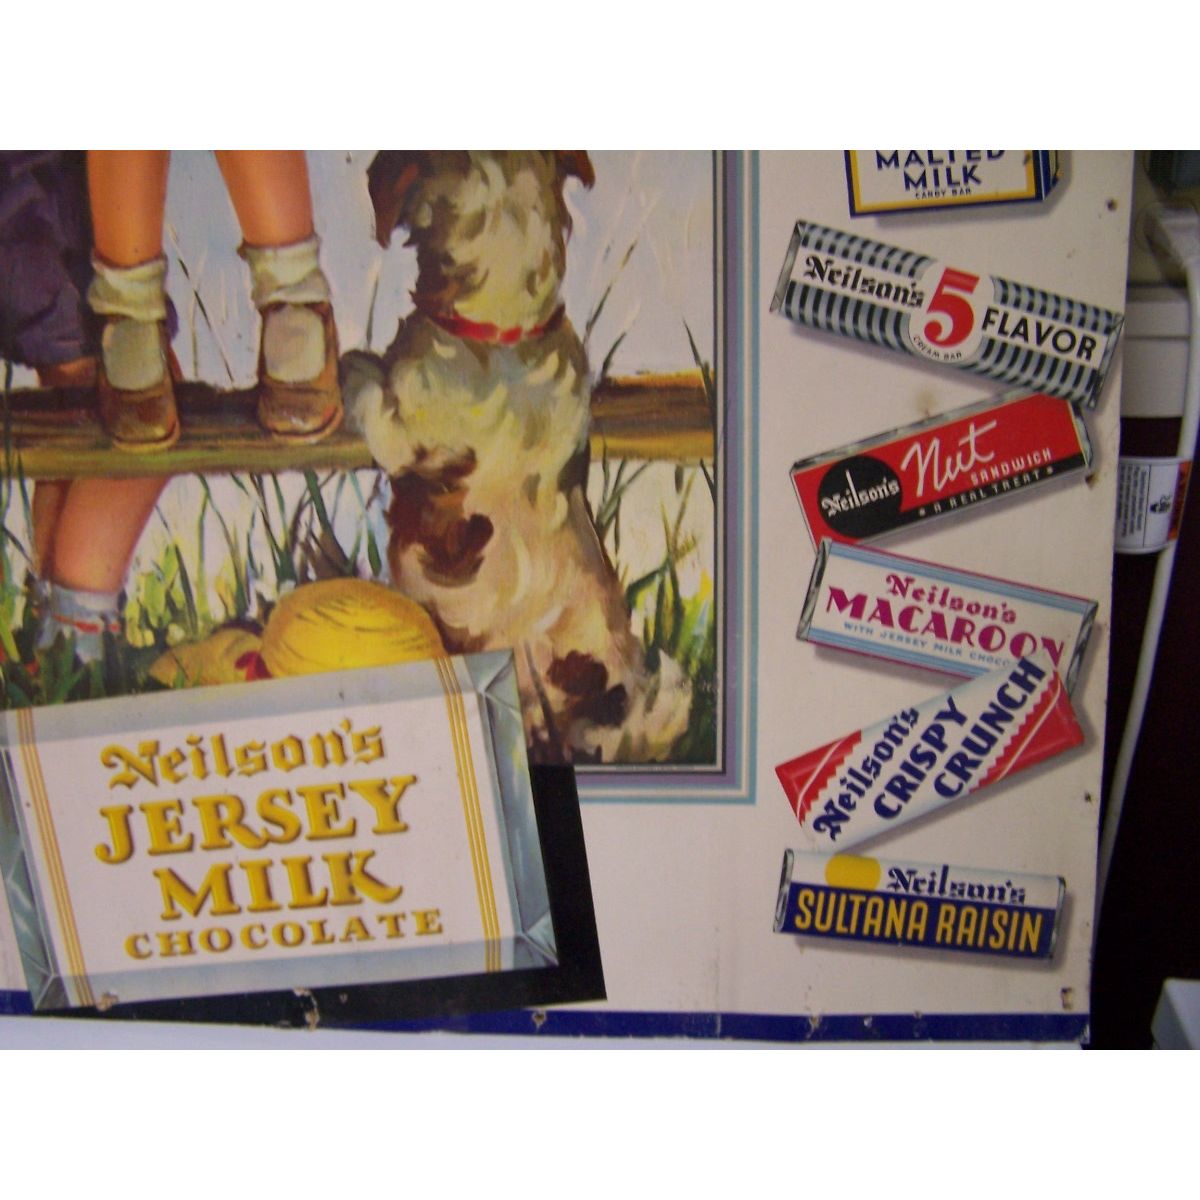 MALTED
MILK
CANDY BAR
Neilson's
5
FLAVOR
CREAM BAR
Neilson's
Nut
SANDWICH
A REAL TREAT
Neilson's
MACAROON
WITH JERSEY MILK CHOCO
Neilson's
CRISPY
CRUNCH
Neilson's
SULTANA RAISIN
Neilson's
JERSEY
MILK
CHOCOLATE